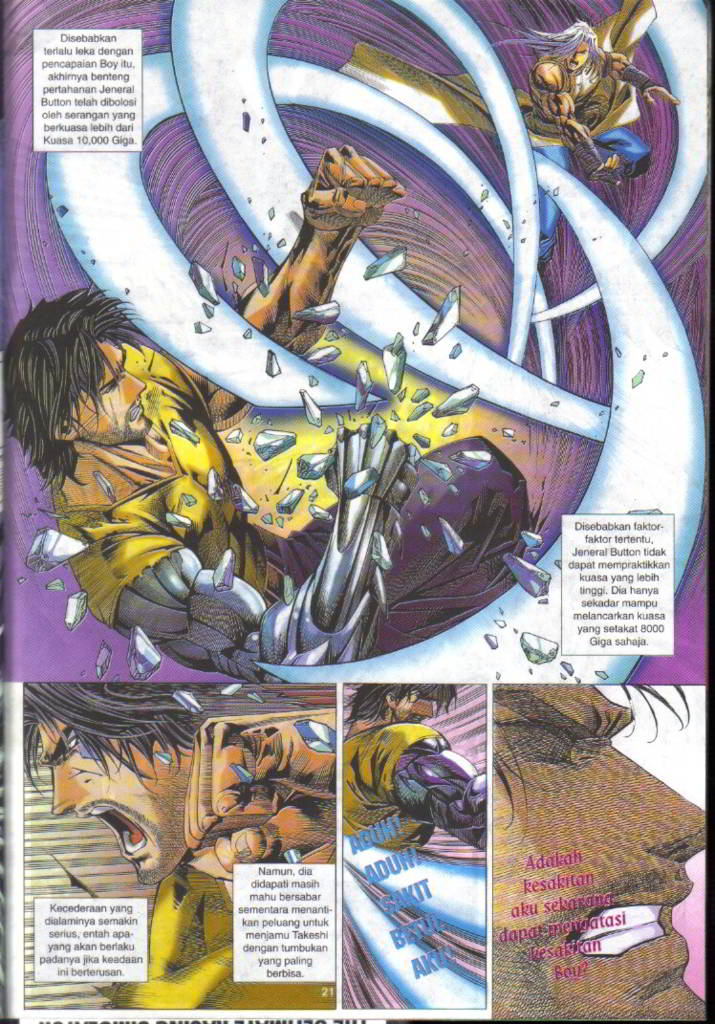 Disebabkan
terlalu leka dengan
pencapaian Boy itu,
akhirnya benteng
pertahanan Jeneral
Button telah dibolosi
oleh serangan yang
berkuasa lebih dari
Kuasa 10,000 Giga.
Disebabkan faktor-
faktor tertentu,
Jeneral Button tidak
dapat mempraktikkan
kuasa yang lebih
tinggi. Dia hanya
sekadar mampu
melancarkan kuasa
yang setakat 8000
Giga sahaja.
Kecederaan yang
dialaminya semakin
serius, entah apa-
yang akan berlaku
padanya jika keadaan
ini berterusan.
Namun, dia
didapati masih
mahu bersabar
sementara menanti-
kan peluang untuk
menjamu Takeshi
dengan tumbukan
yang paling
berbisa.
21
ADUH!
ADUH..
SAKIT
BETUL
AKU!
Adakah
kesakitan
aku sekarang
dapat mengatasi
kesakitan
Boy?